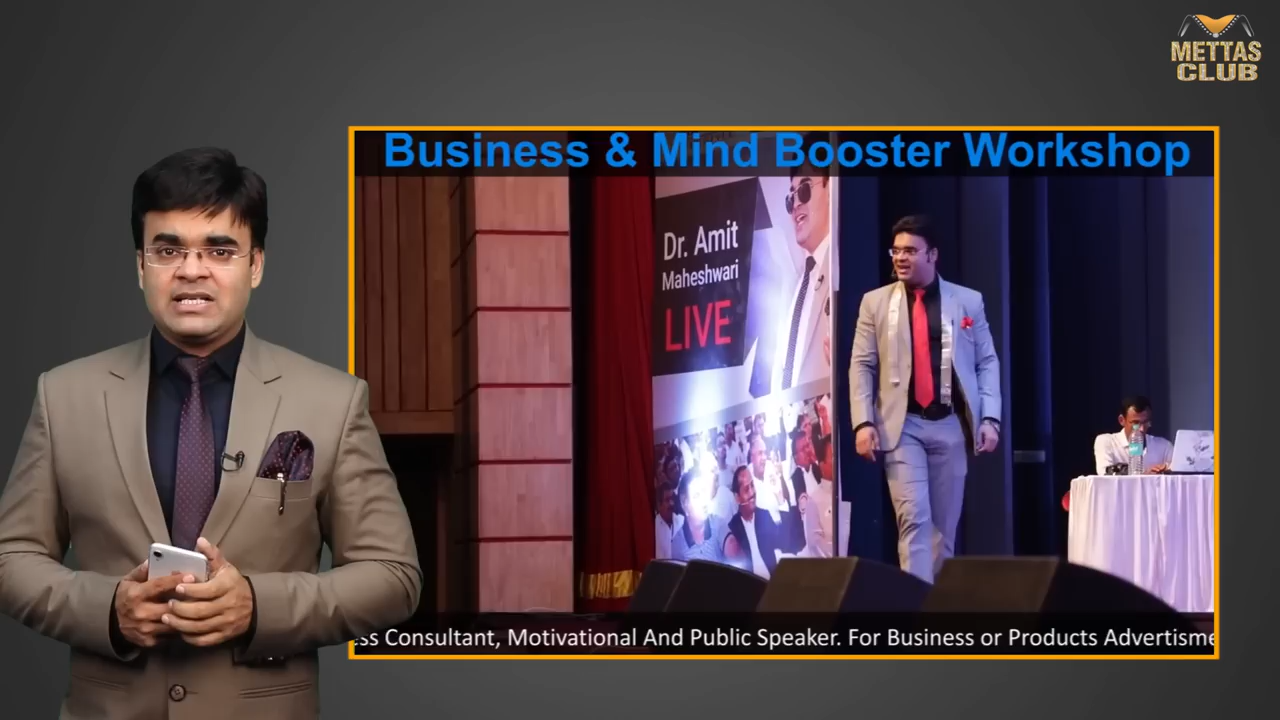 METTAS
CLUB
Business & Mind Booster Workshop
Dr. Amit
Maheshwari
LIVE
ss Consultant, Motivational And Public Speaker. For Business or Products Advertisme